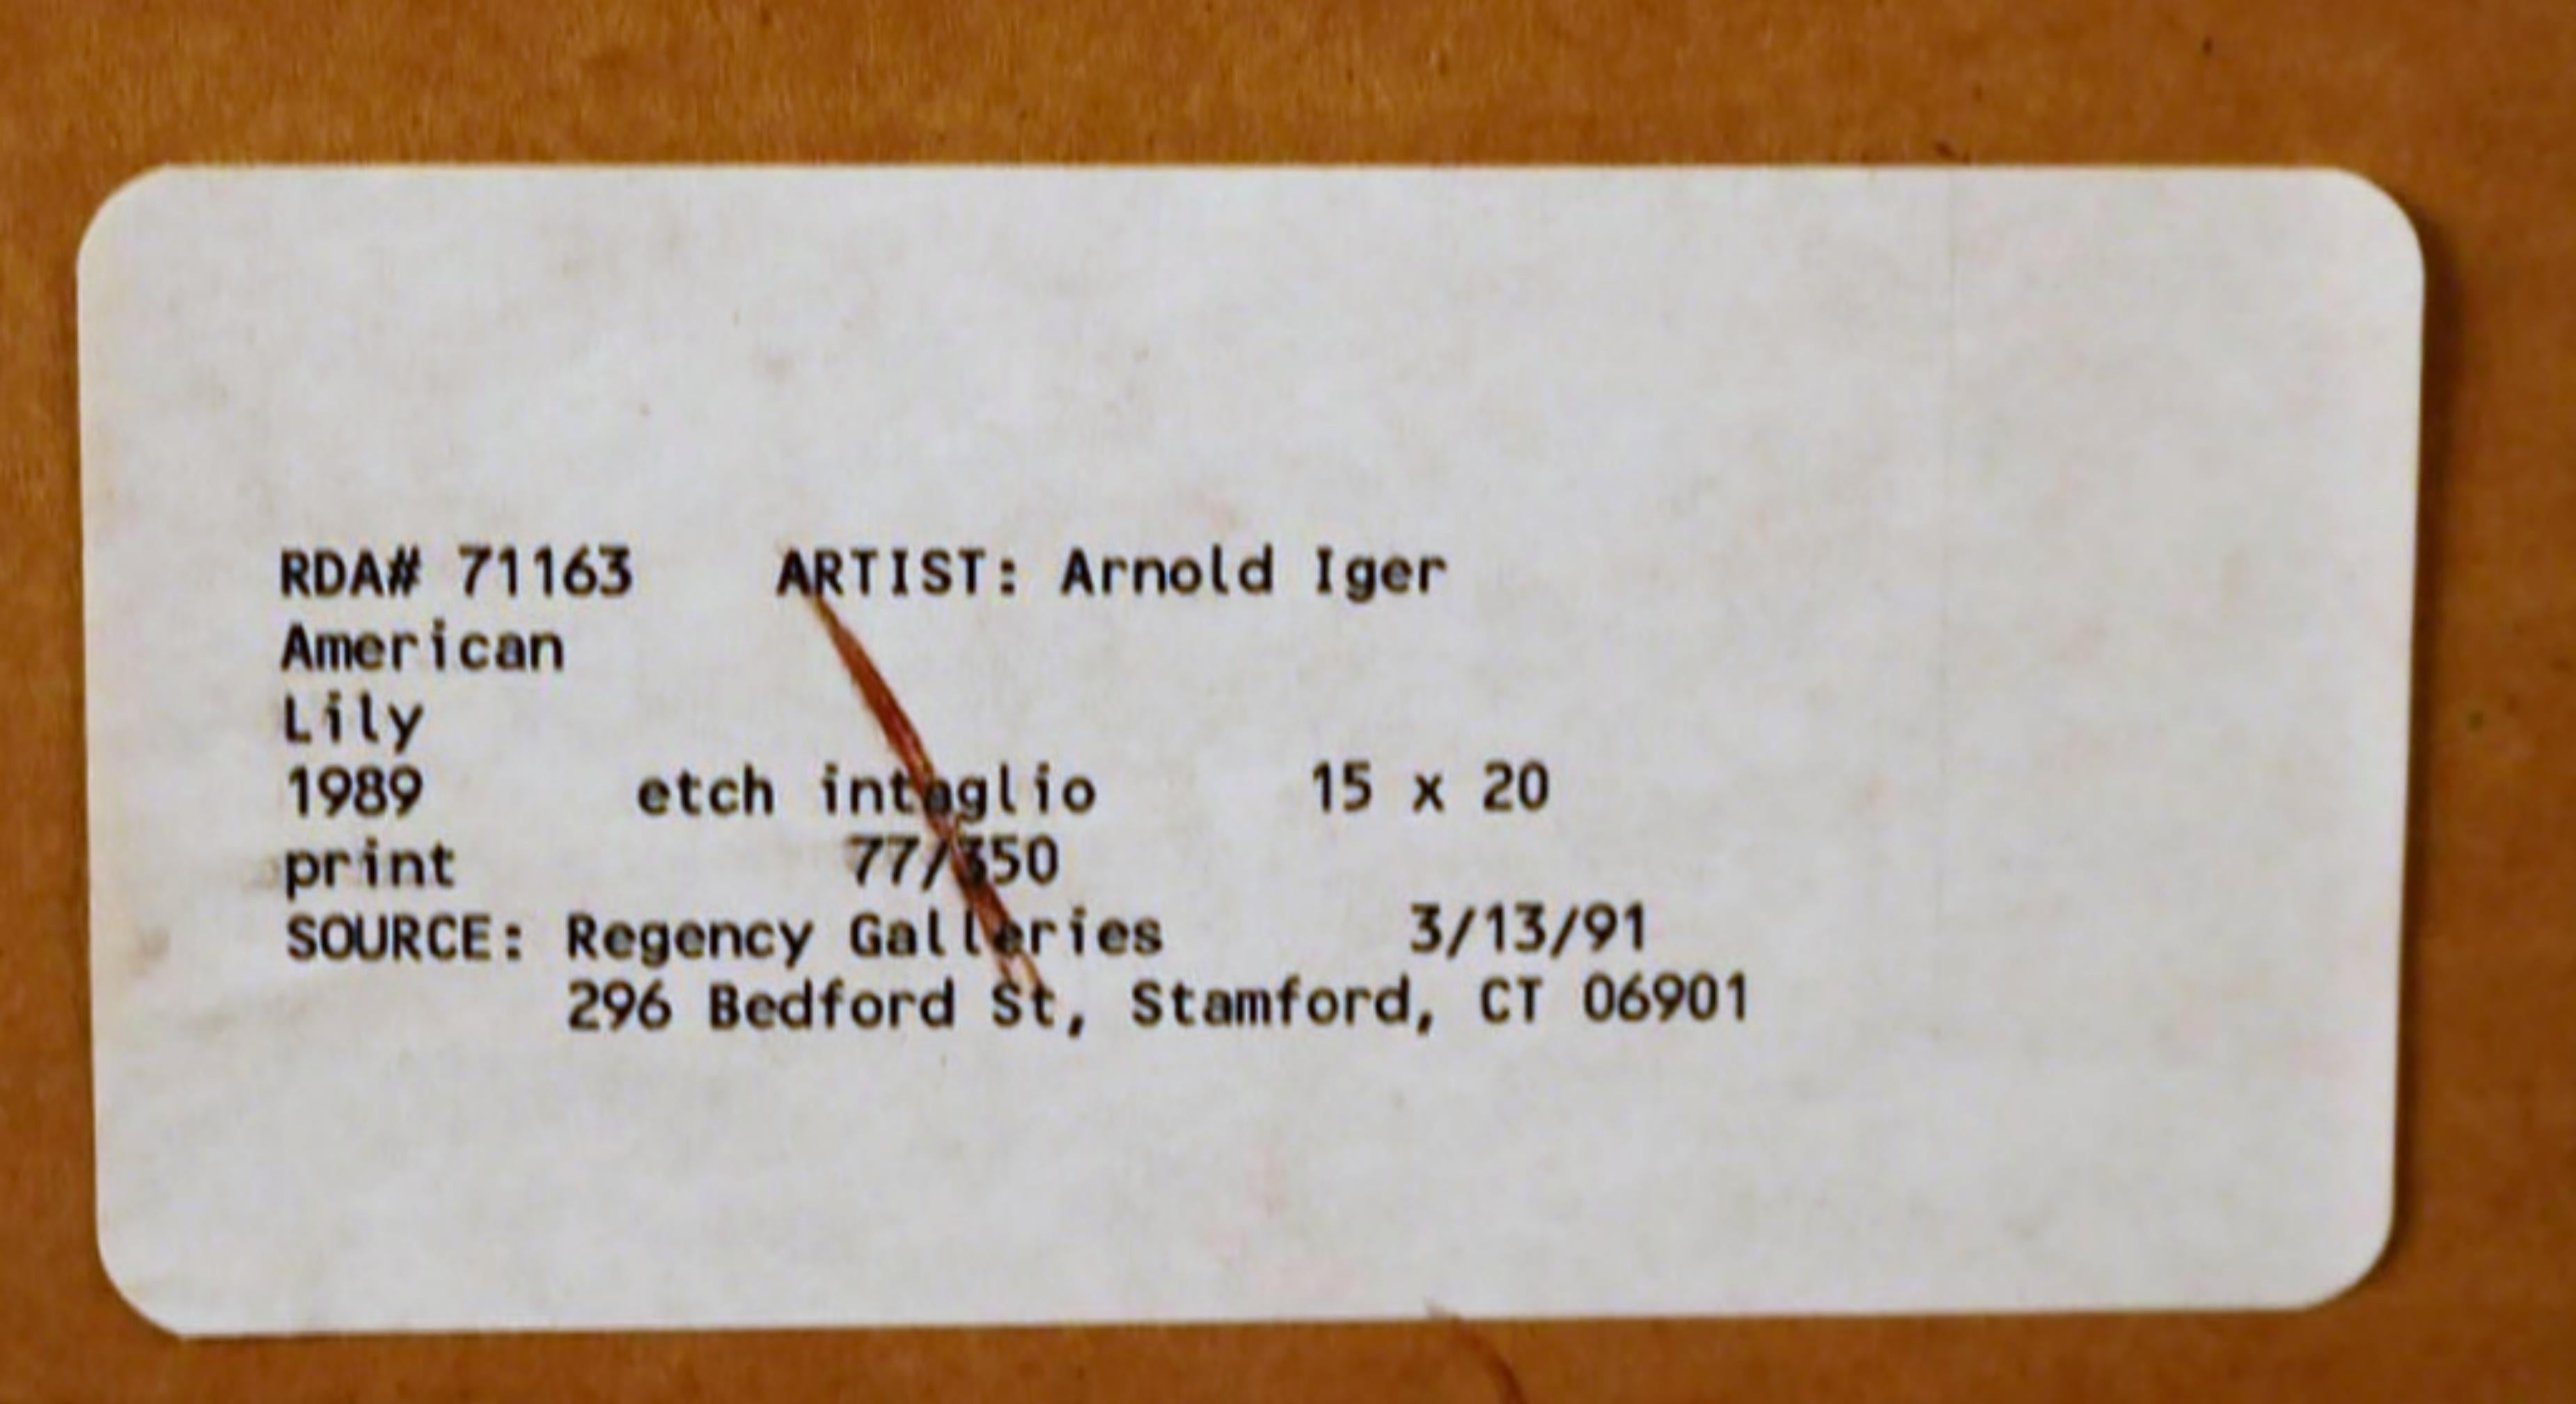 RDA# 71163 ARTIST: Arnold Iger
American
Lily
1989 etch intaglio 15 x 20
print 77/350
SOURCE: Regency Galleries 3/13/91
296 Bedford St, Stamford, CT 06901